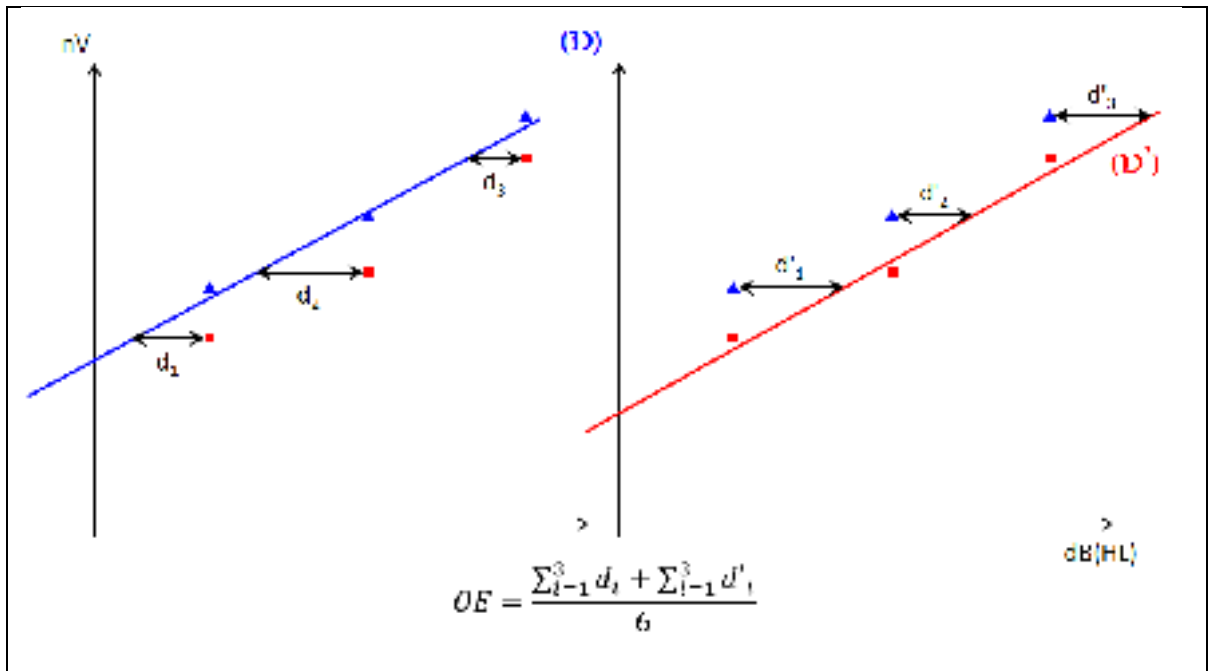 nV
(D)
d'₃
(D')
d₃
d'₂
d'₁
d₂
d₁
dB(HL)
OE = (∑³ᵢ₌₁ dᵢ + ∑³ᵢ₌₁ d'ᵢ) / 6